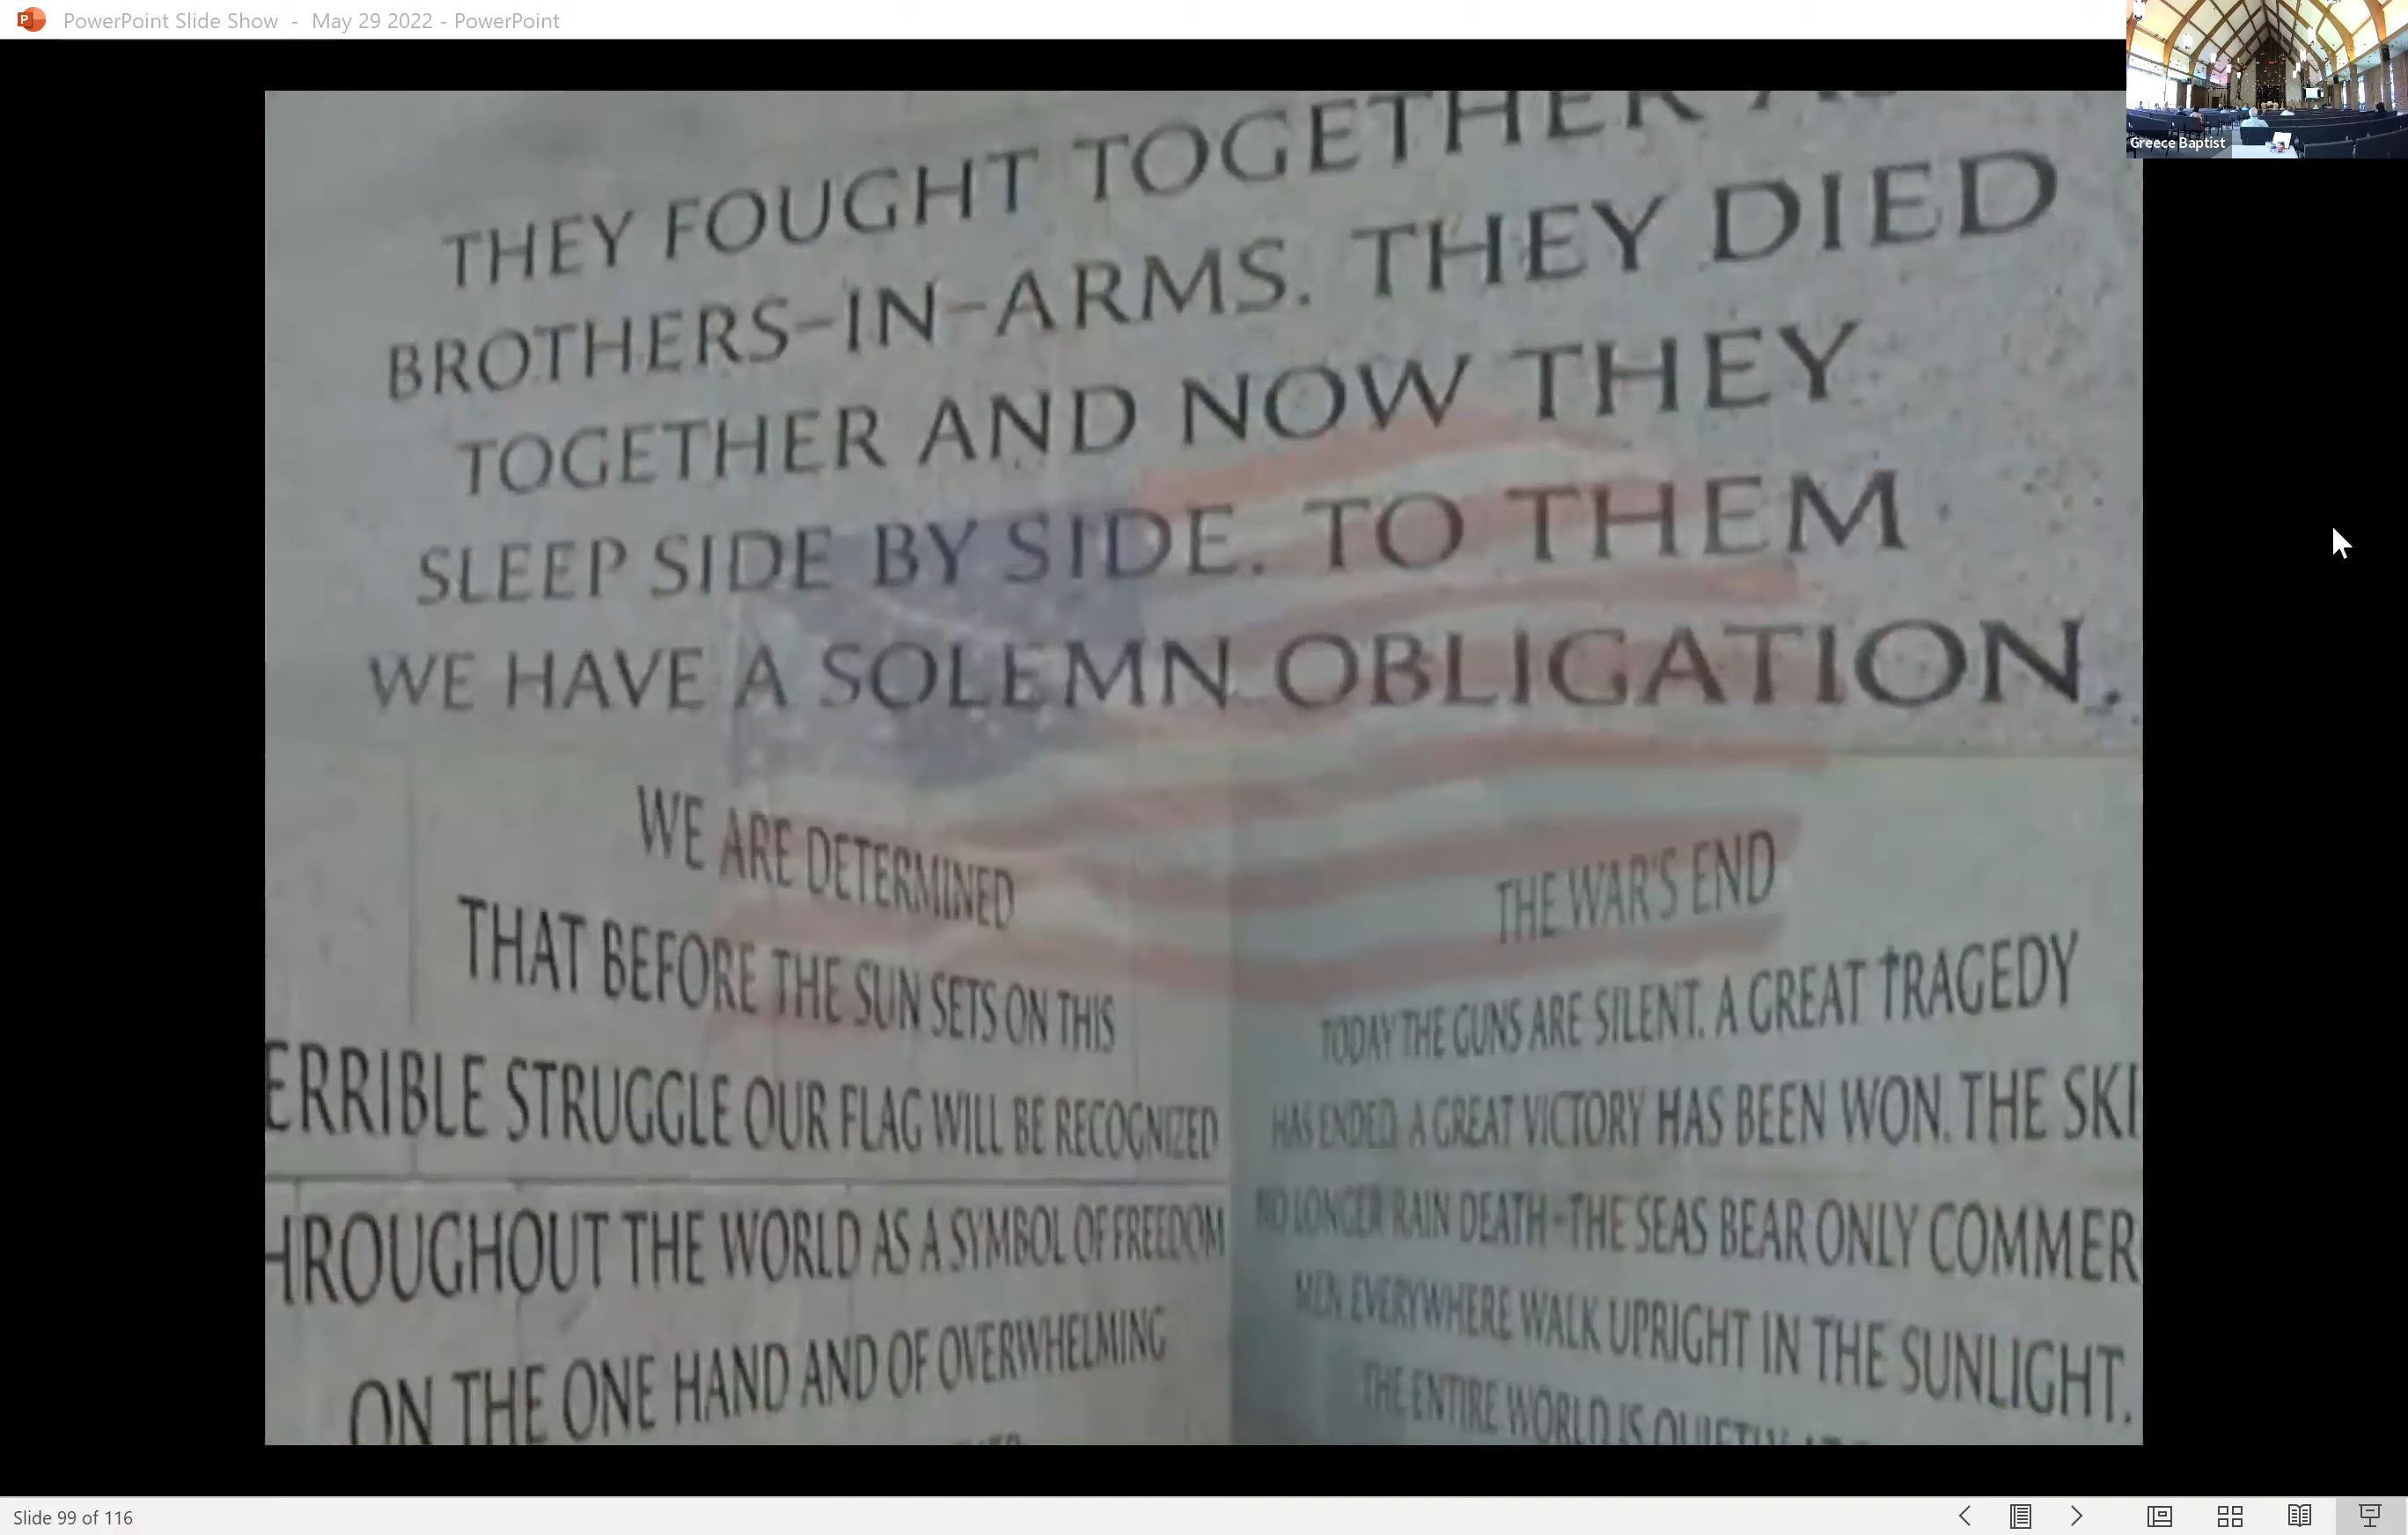 PowerPoint Slide Show - May 29 2022 - PowerPoint
Greece Baptist
THEY FOUGHT TOGETHER
BROTHERS-IN-ARMS. THEY DIED
TOGETHER AND NOW THEY
SLEEP SIDE BY SIDE. TO THEM
WE HAVE A SOLEMN OBLIGATION.
WE ARE DETERMINED
THAT BEFORE THE SUN SETS ON THIS
ERRIBLE STRUGGLE OUR FLAG WILL BE RECOGNIZED
HROUGHOUT THE WORLD AS A SYMBOL OF FREEDOM
ON THE ONE HAND AND OF OVERWHELMING
THE WAR'S END
TODAY THE GUNS ARE SILENT. A GREAT TRAGEDY
HAS ENDED. A GREAT VICTORY HAS BEEN WON. THE SKI
NO LONGER RAIN DEATH-THE SEAS BEAR ONLY COMMER
MEN EVERYWHERE WALK UPRIGHT IN THE SUNLIGHT.
THE ENTIRE WORLD IS QUIETLY
Slide 99 of 116